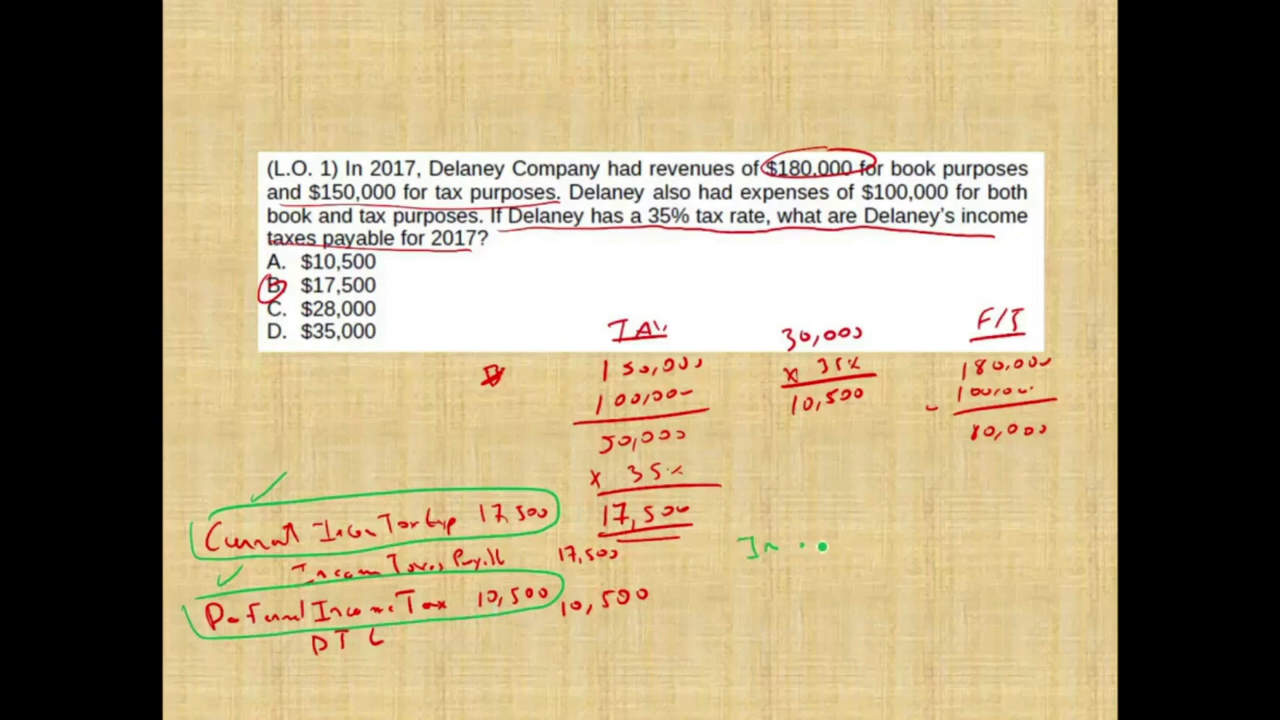 (L.O. 1) In 2017, Delaney Company had revenues of $180,000 for book purposes
and $150,000 for tax purposes. Delaney also had expenses of $100,000 for both
book and tax purposes. If Delaney has a 35% tax rate, what are Delaney's income
taxes payable for 2017?
A. $10,500
B. $17,500
C. $28,000
D. $35,000
TAX
150,000
100,000
50,000
x 35%
17,500
30,000
x 35%
10,500
F/S
180,000
- 100,000
80,000
Current Income Tax Exp 17,500
Income Taxes Payable 17,500
Deferred Income Tax 10,500
DTL 10,500
In